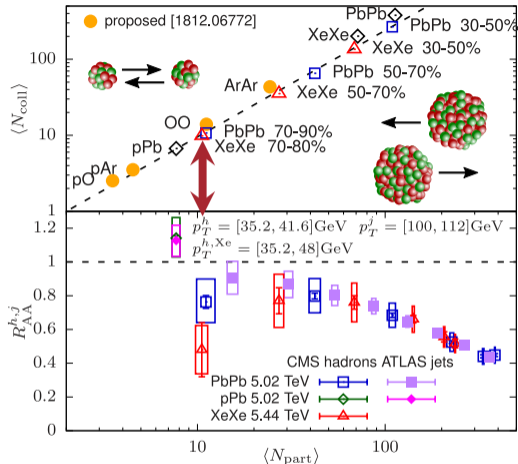 500
proposed [1812.06772]
PbPb
PbPb 30-50%
XeXe
XeXe 30-50%
100
PbPb 50-70%
ArAr
XeXe 50-70%
⟨N_coll⟩
OO
PbPb 70-90%
10
XeXe 70-80%
pPb
pAr
pO
1
1.2
p_T^h = [35.2, 41.6]GeV p_T^j = [100, 112]GeV
p_T^{h,Xe} = [35.2, 48]GeV
1
0.8
R_AA^{h,j}
0.6
0.4
CMS hadrons ATLAS jets
PbPb 5.02 TeV
0.2
pPb 5.02 TeV
XeXe 5.44 TeV
0
10
100
⟨N_part⟩